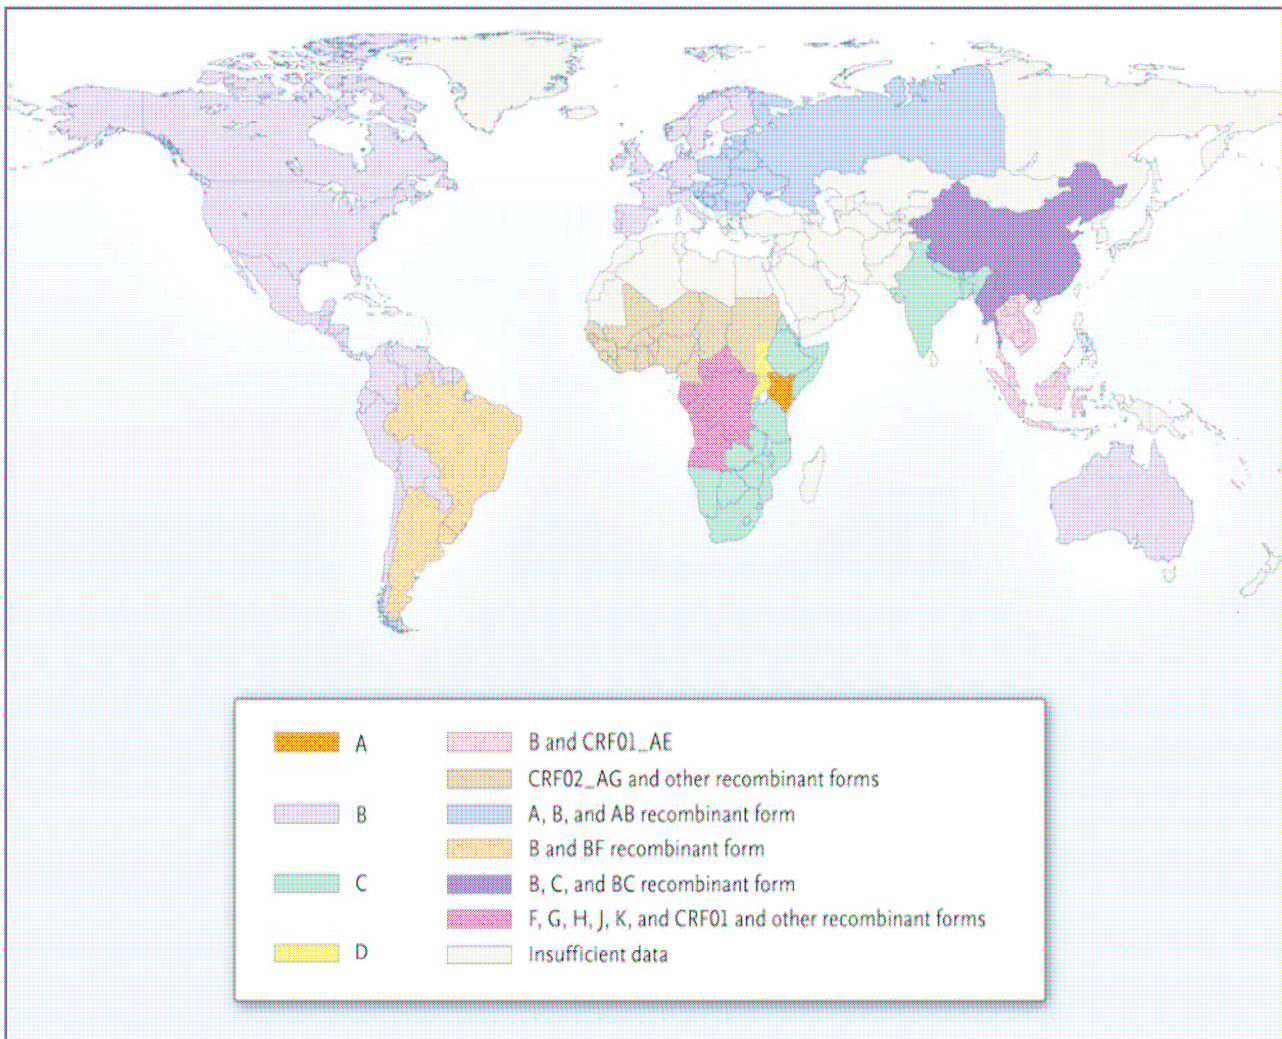 A
B and CRF01_AE
CRF02_AG and other recombinant forms
B
A, B, and AB recombinant form
B and BF recombinant form
C
B, C, and BC recombinant form
F, G, H, J, K, and CRF01 and other recombinant forms
D
Insufficient data